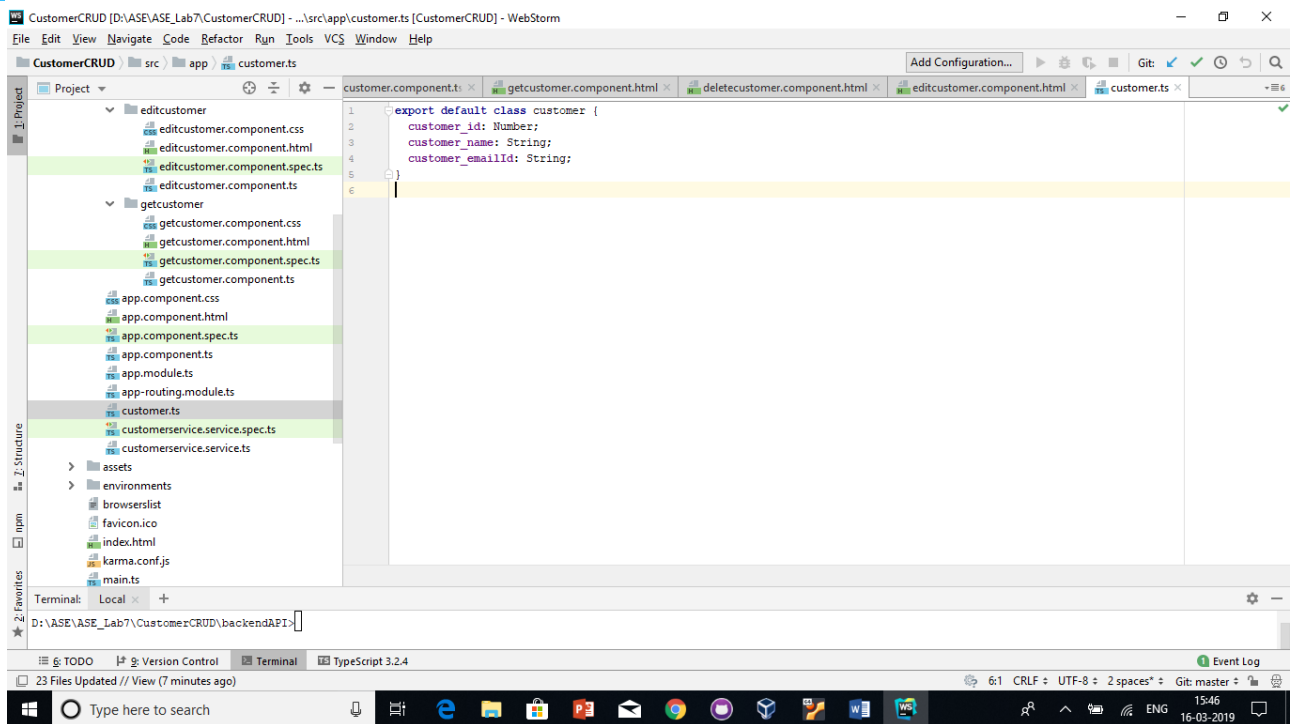 WS CustomerCRUD [D:\ASE\ASE_Lab7\CustomerCRUD] - ...\src\app\customer.ts [CustomerCRUD] - WebStorm
File Edit View Navigate Code Refactor Run Tools VCS Window Help
CustomerCRUD src app customer.ts Add Configuration... Git:
1: Project
Project
customer.component.ts getcustomer.component.html deletecustomer.component.html editcustomer.component.html customer.ts 6
editcustomer
editcustomer.component.css
editcustomer.component.html
editcustomer.component.spec.ts
editcustomer.component.ts
getcustomer
getcustomer.component.css
getcustomer.component.html
getcustomer.component.spec.ts
getcustomer.component.ts
app.component.css
app.component.html
app.component.spec.ts
app.component.ts
app.module.ts
app-routing.module.ts
customer.ts
customerservice.service.spec.ts
customerservice.service.ts
assets
environments
browserslist
favicon.ico
index.html
karma.conf.js
main.ts
1 export default class customer {
2 customer_id: Number;
3 customer_name: String;
4 customer_emailId: String;
5 }
6
Z: Structure
npm
2: Favorites
Terminal: Local +
D:\ASE\ASE_Lab7\CustomerCRUD\backendAPI>
6: TODO 9: Version Control Terminal TypeScript 3.2.4 1 Event Log
23 Files Updated // View (7 minutes ago) 6:1 CRLF UTF-8 2 spaces* Git: master
Type here to search ENG 15:46
16-03-2019